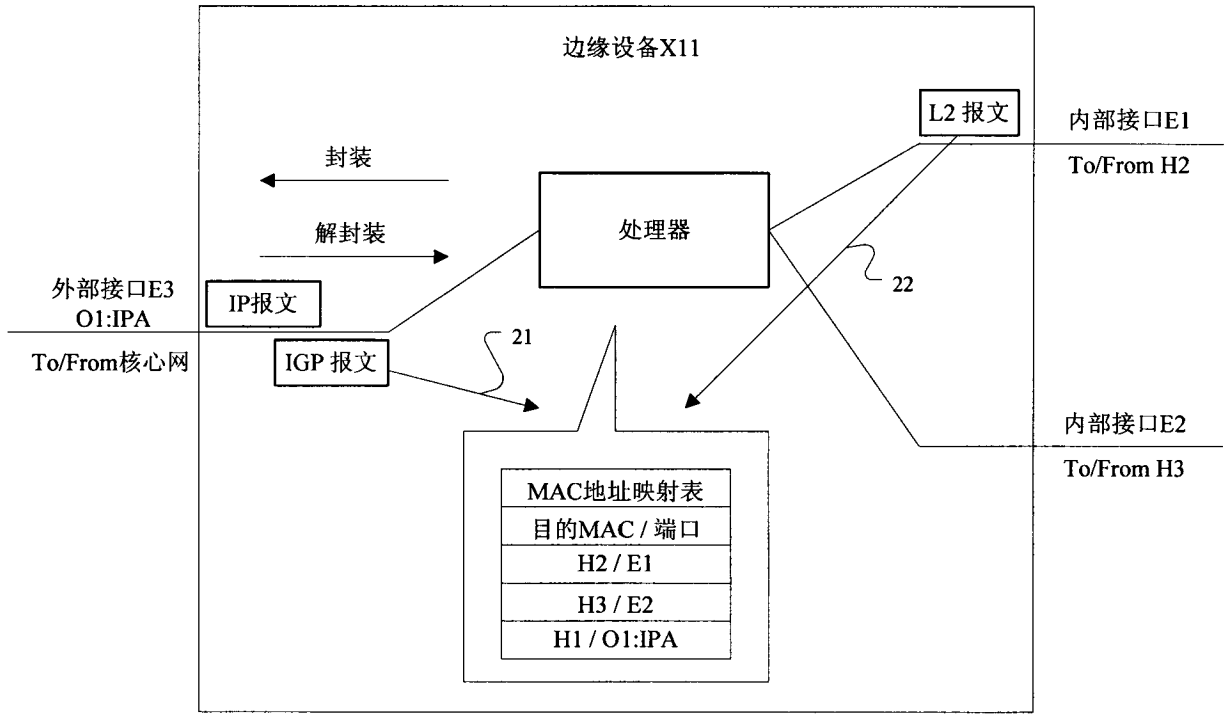 边缘设备X11
L2 报文
内部接口E1
To/From H2
封装
解封装
处理器
22
外部接口E3
O1:IPA
IP报文
To/From核心网
IGP 报文
21
内部接口E2
To/From H3
MAC地址映射表
目的MAC / 端口
H2 / E1
H3 / E2
H1 / O1:IPA